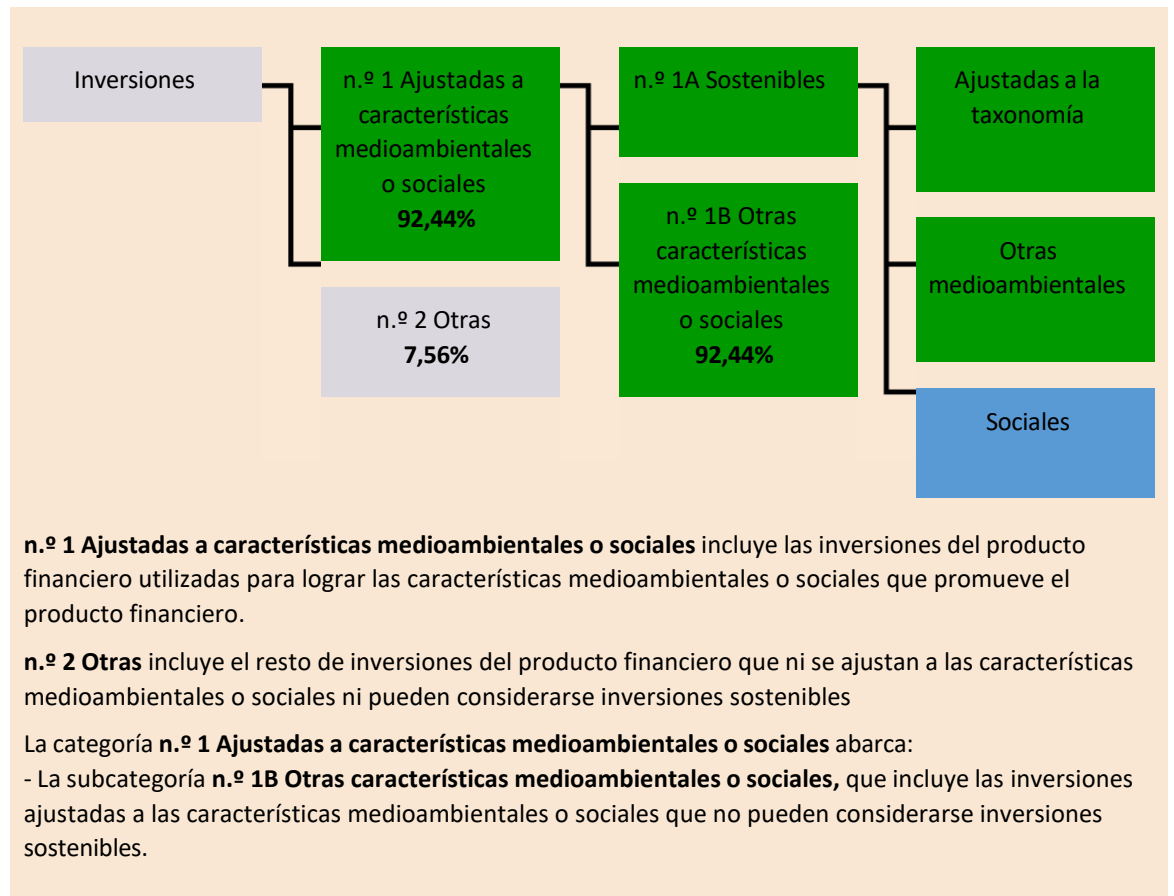 Inversiones
n.º 1 Ajustadas a
características
medioambientales
o sociales
92,44%
n.º 2 Otras
7,56%
n.º 1A Sostenibles
n.º 1B Otras
características
medioambientales
o sociales
92,44%
Ajustadas a la
taxonomía
Otras
medioambientales
Sociales
n.º 1 Ajustadas a características medioambientales o sociales incluye las inversiones del producto
financiero utilizadas para lograr las características medioambientales o sociales que promueve el
producto financiero.
n.º 2 Otras incluye el resto de inversiones del producto financiero que ni se ajustan a las características
medioambientales o sociales ni pueden considerarse inversiones sostenibles
La categoría n.º 1 Ajustadas a características medioambientales o sociales abarca:
- La subcategoría n.º 1B Otras características medioambientales o sociales, que incluye las inversiones
ajustadas a las características medioambientales o sociales que no pueden considerarse inversiones
sostenibles.